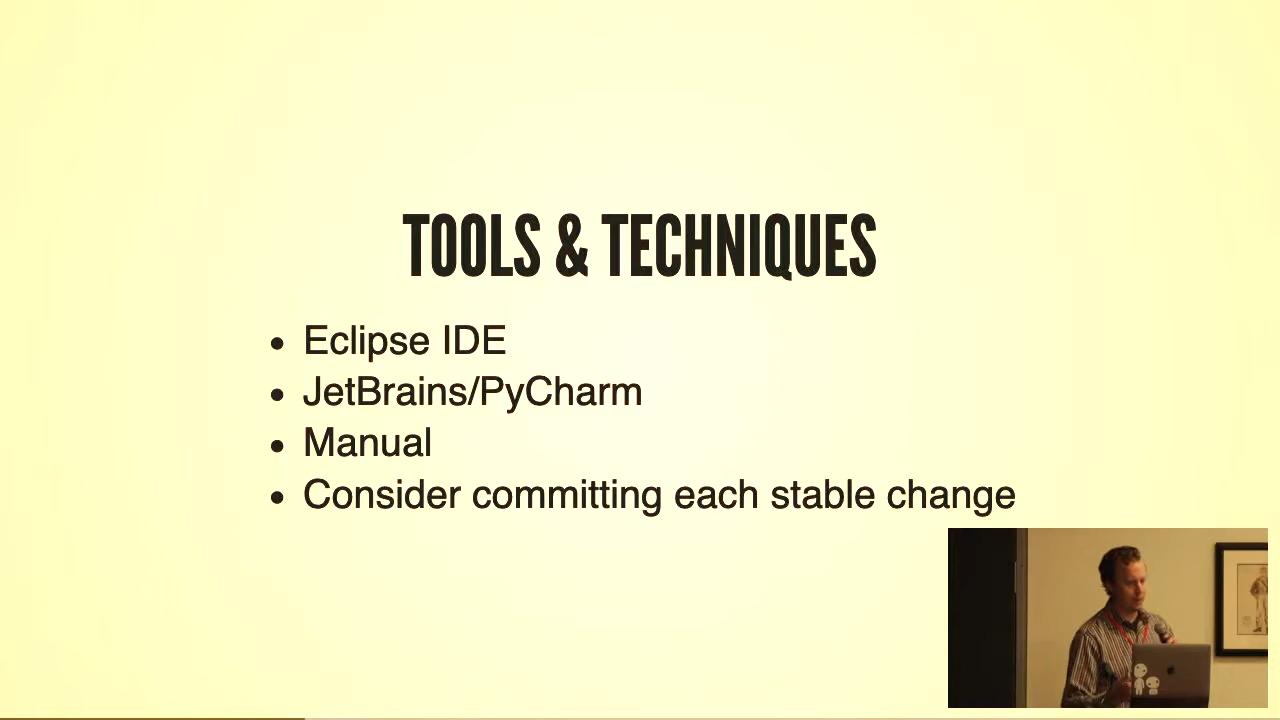 TOOLS & TECHNIQUES
Eclipse IDE
JetBrains/PyCharm
Manual
Consider committing each stable change